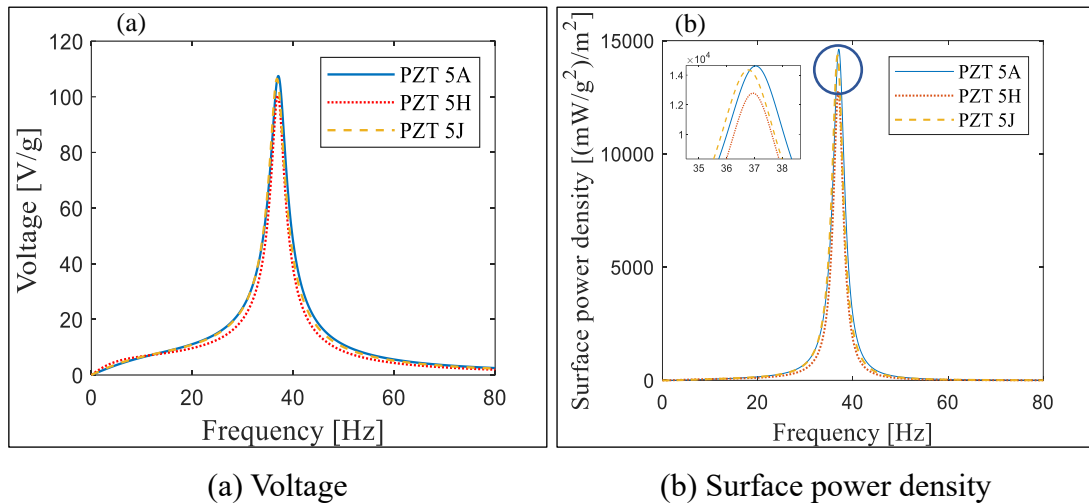 (a)
Voltage [V/g]
120
100
80
60
40
20
0
0 20 40 60 80
Frequency [Hz]
PZT 5A
PZT 5H
PZT 5J
(b)
Surface power density [(mW/g²)/m²]
15000
10000
5000
0
0 20 40 60 80
Frequency [Hz]
PZT 5A
PZT 5H
PZT 5J
×10⁴
1.4
1.2
1
35 36 37 38
(a) Voltage
(b) Surface power density